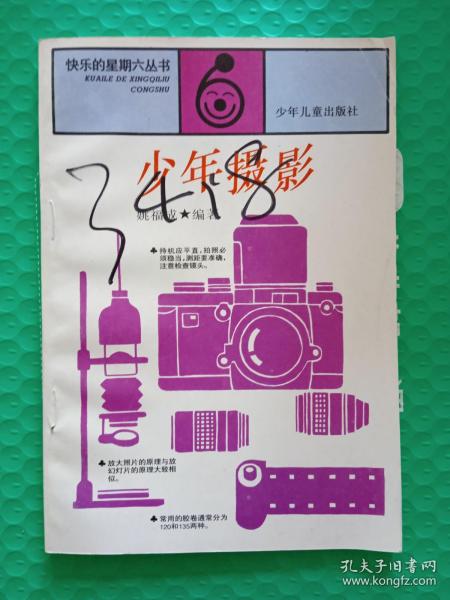 快乐的星期六丛书
KUAILE DE XINGQILIU
CONGSHU
少年儿童出版社
少年摄影
姚福成★编著
♣ 持机应平直,拍照必
须稳当,测距要准确,
注意检查镜头。
♣ 放大照片的原理与放
幻灯片的原理大致相
似。
♣ 常用的胶卷通常分为
120和135两种。
孔夫子旧书网
www.kongfz.com